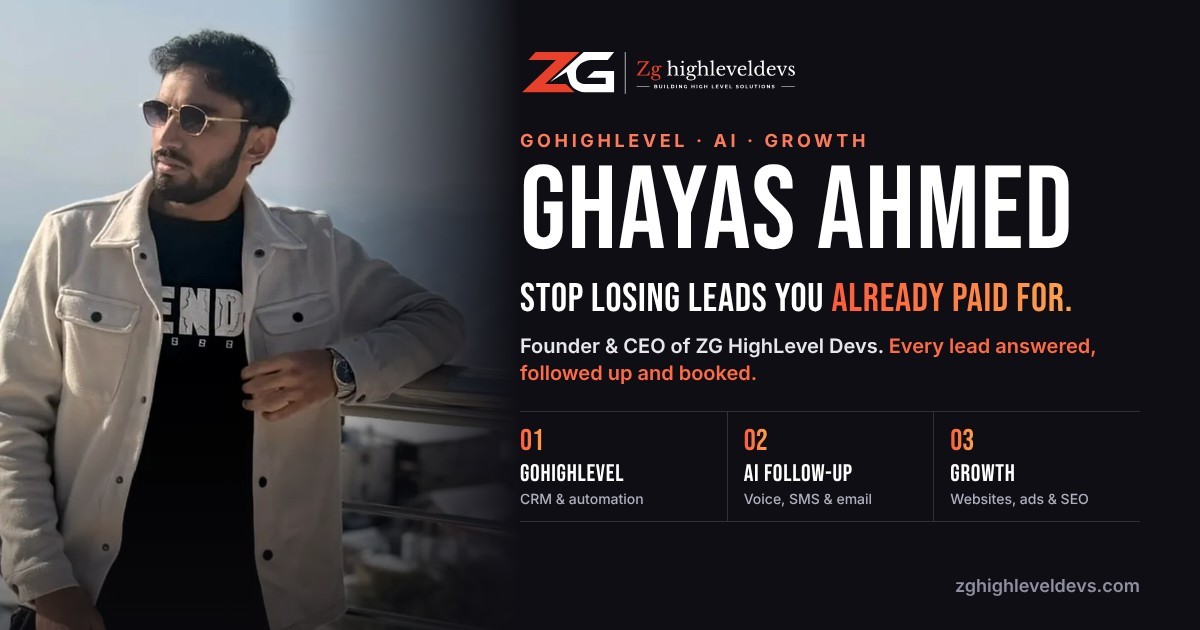 ZG
Zg highleveldevs
BUILDING HIGH LEVEL SOLUTIONS
GOHIGHLEVEL · AI · GROWTH
GHAYAS AHMED
STOP LOSING LEADS YOU ALREADY PAID FOR.
Founder & CEO of ZG HighLevel Devs. Every lead answered,
followed up and booked.
01
GOHIGHLEVEL
CRM & automation
02
AI FOLLOW-UP
Voice, SMS & email
03
GROWTH
Websites, ads & SEO
END
zghighleveldevs.com